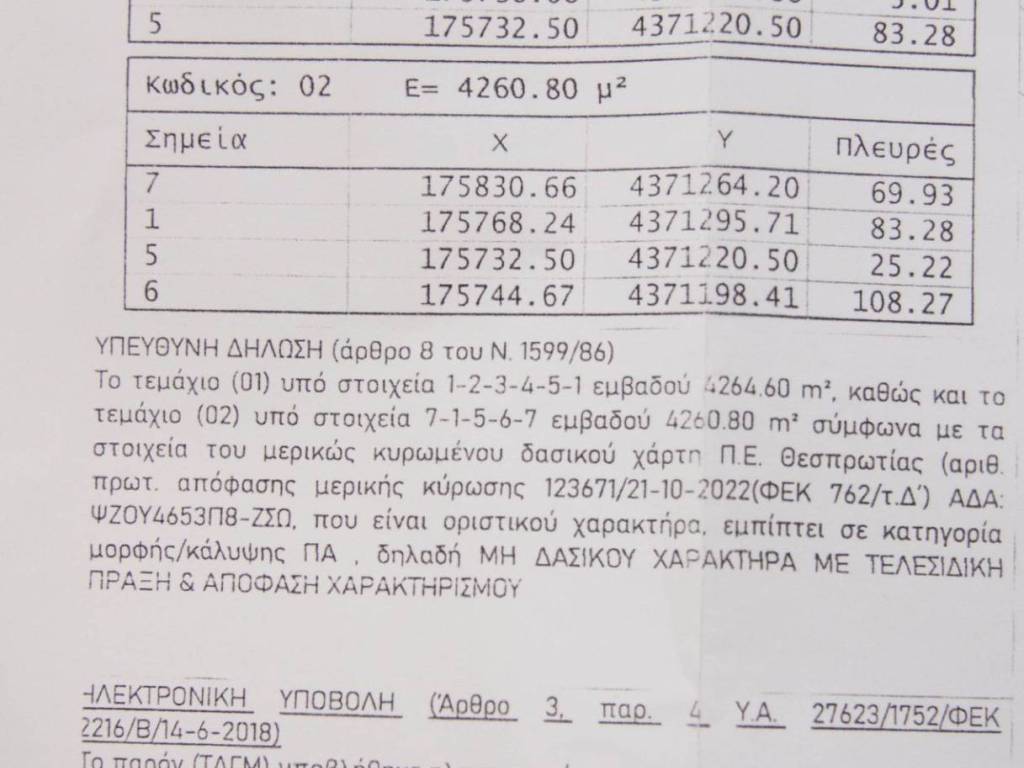 5 175732.50 4371220.50 83.28
Κωδικός: 02 Ε= 4260.80 μ²
Σημεία X Y Πλευρές
7 175830.66 4371264.20 69.93
1 175768.24 4371295.71 83.28
5 175732.50 4371220.50 25.22
6 175744.67 4371198.41 108.27
ΥΠΕΥΘΥΝΗ ΔΗΛΩΣΗ (άρθρο 8 του Ν. 1599/86)
Το τεμάχιο (01) υπό στοιχεία 1-2-3-4-5-1 εμβαδού 4264.60 m², καθώς και το
τεμάχιο (02) υπό στοιχεία 7-1-5-6-7 εμβαδού 4260.80 m² σύμφωνα με τα
στοιχεία του μερικώς κυρωμένου δασικού χάρτη Π.Ε. Θεσπρωτίας (αριθ.
πρωτ. απόφασης μερικής κύρωσης 123671/21-10-2022(ΦΕΚ 762/τ.Δ') ΑΔΑ:
ΨΖΟΥ4653Π8-ΖΣΩ, που είναι οριστικού χαρακτήρα, εμπίπτει σε κατηγορία
μορφής/κάλυψης ΠΑ , δηλαδή ΜΗ ΔΑΣΙΚΟΥ ΧΑΡΑΚΤΗΡΑ ΜΕ ΤΕΛΕΣΙΔΙΚΗ
ΠΡΑΞΗ & ΑΠΟΦΑΣΗ ΧΑΡΑΚΤΗΡΙΣΜΟΥ
ΗΛΕΚΤΡΟΝΙΚΗ ΥΠΟΒΟΛΗ (Άρθρο 3, παρ. 4 Υ.Α. 27623/1752/ΦΕΚ
2216/Β/14-6-2018)
Το παρόν (ΤΔΓΜ)